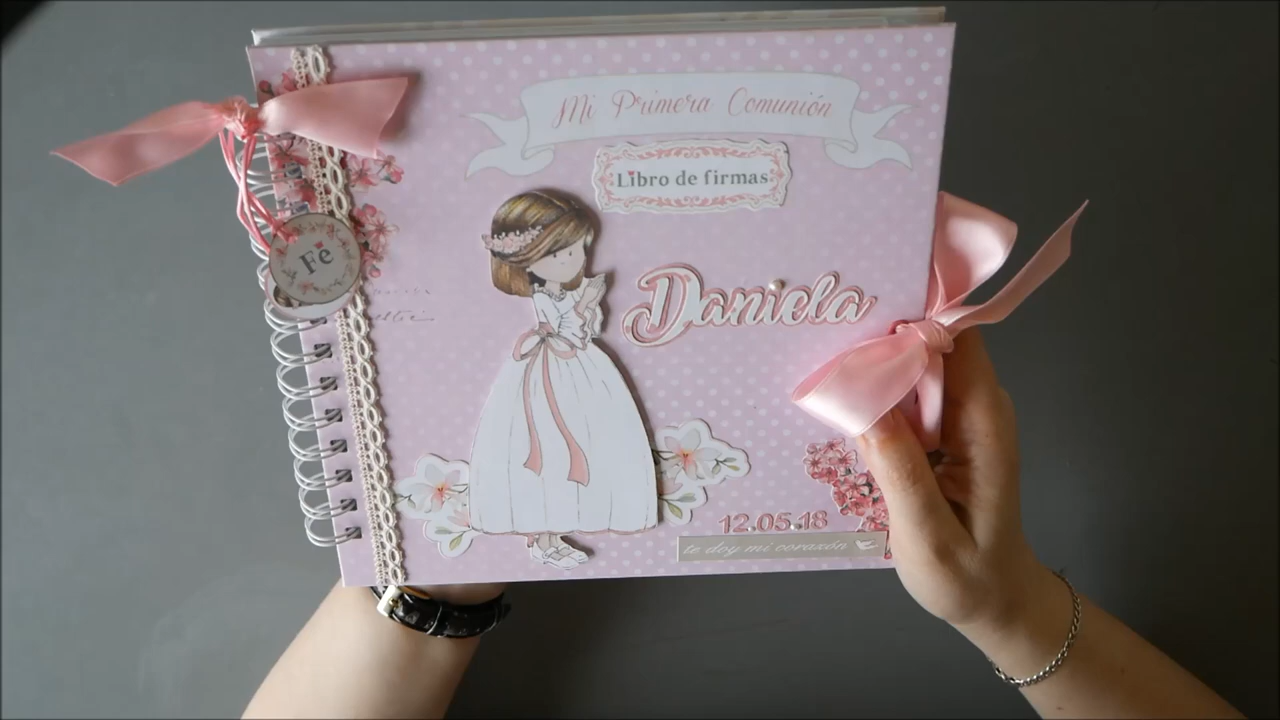 Mi Primera Comunión
Libro de firmas
Fe
Daniela
12.05.18
te doy mi corazón